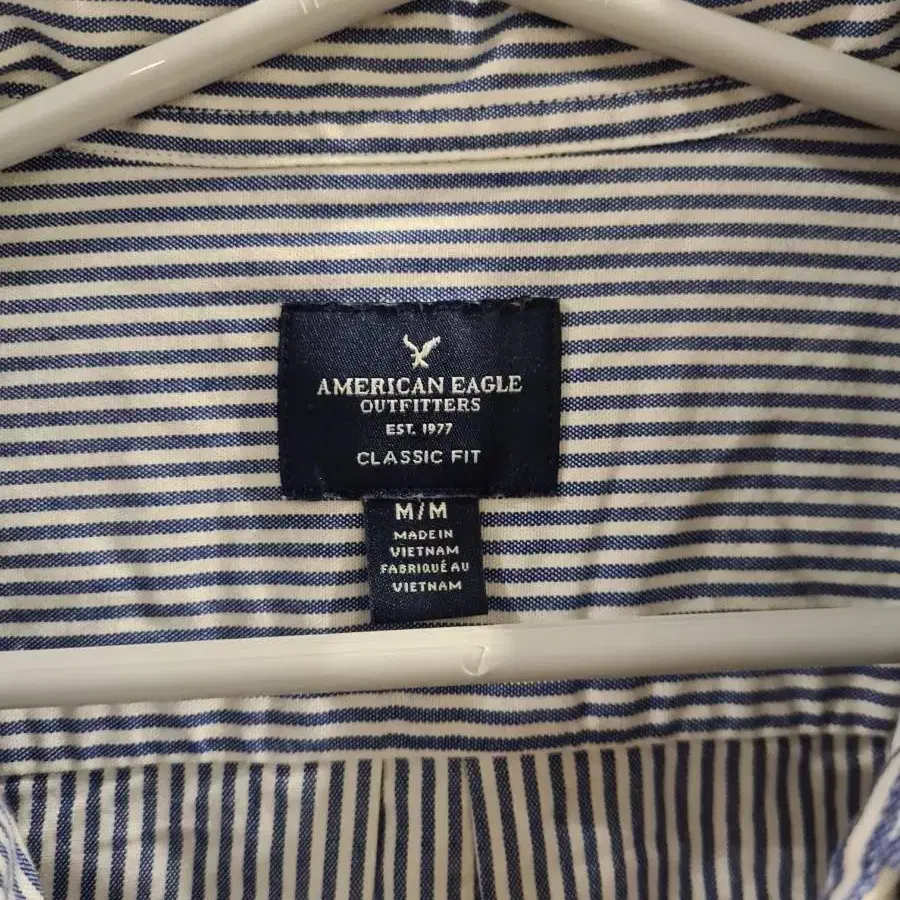 AMERICAN EAGLE
OUTFITTERS
EST. 1977
CLASSIC FIT
M/M
MADE IN
VIETNAM
FABRIQUÉ AU
VIETNAM